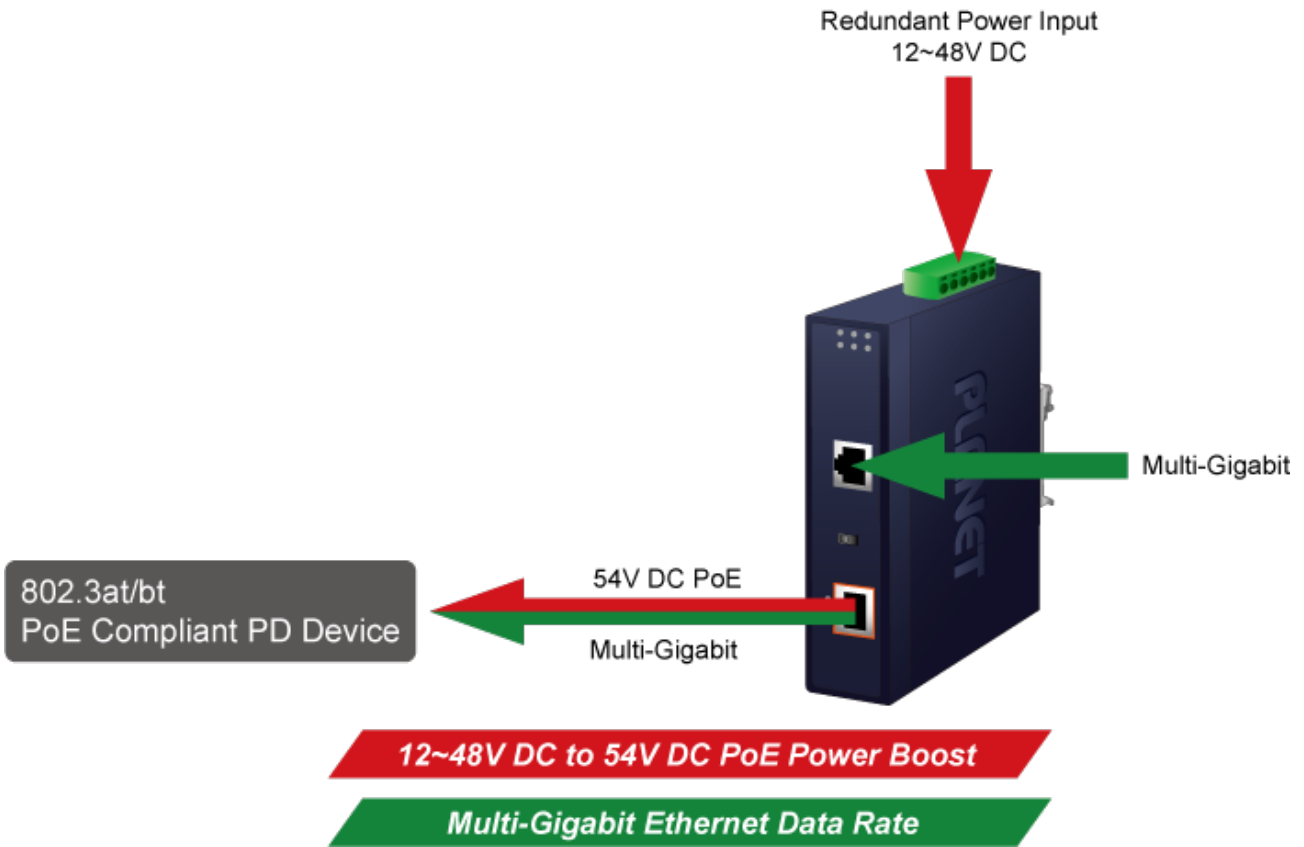 Redundant Power Input
12~48V DC
PLANET
Multi-Gigabit
54V DC PoE
Multi-Gigabit
802.3at/bt
PoE Compliant PD Device
12~48V DC to 54V DC PoE Power Boost
Multi-Gigabit Ethernet Data Rate